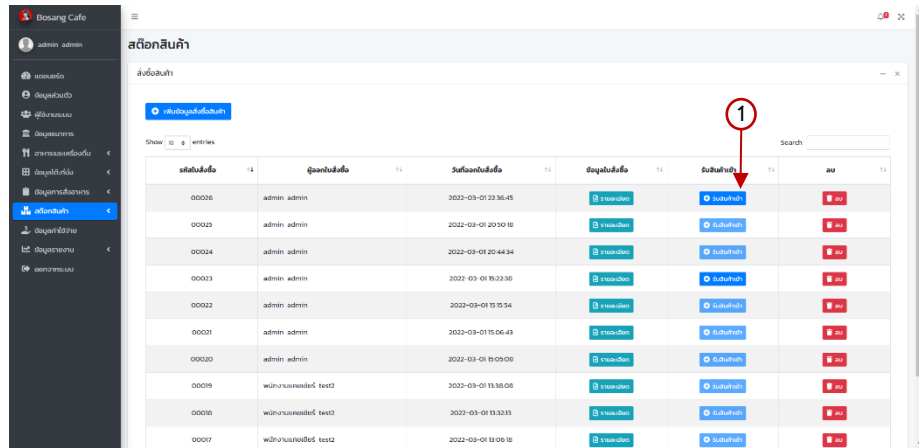 Bosang Cafe
admin admin
แดชบอร์ด
ข้อมูลส่วนตัว
ผู้ใช้งานระบบ
ข้อมูลธนาคาร
อาหารและเครื่องดื่ม
ข้อมูลโต๊ะที่นั่ง
ข้อมูลการสั่งอาหาร
สต๊อกสินค้า
ข้อมูลค่าใช้จ่าย
ข้อมูลรายงาน
ออกจากระบบ
สต๊อกสินค้า
สั่งซื้อสินค้า
เพิ่มข้อมูลสั่งซื้อสินค้า
1
Show 10 entries Search
รหัสใบสั่งซื้อ ผู้ออกใบสั่งซื้อ วันที่ออกใบสั่งซื้อ ข้อมูลใบสั่งซื้อ รับสินค้าเข้า ลบ
00026 admin admin 2022-03-01 22:36:45 รายละเอียด รับสินค้าเข้า ลบ
00025 admin admin 2022-03-01 20:50:18 รายละเอียด รับสินค้าเข้า ลบ
00024 admin admin 2022-03-01 20:44:34 รายละเอียด รับสินค้าเข้า ลบ
00023 admin admin 2022-03-01 15:22:38 รายละเอียด รับสินค้าเข้า ลบ
00022 admin admin 2022-03-01 15:15:54 รายละเอียด รับสินค้าเข้า ลบ
00021 admin admin 2022-03-01 15:06:43 รายละเอียด รับสินค้าเข้า ลบ
00020 admin admin 2022-03-01 15:05:08 รายละเอียด รับสินค้าเข้า ลบ
00019 พนักงานแคชเชียร์ test2 2022-03-01 13:38:08 รายละเอียด รับสินค้าเข้า ลบ
00018 พนักงานแคชเชียร์ test2 2022-03-01 13:32:13 รายละเอียด รับสินค้าเข้า ลบ
00017 พนักงานแคชเชียร์ test2 2022-03-01 13:06:18 รายละเอียด รับสินค้าเข้า ลบ